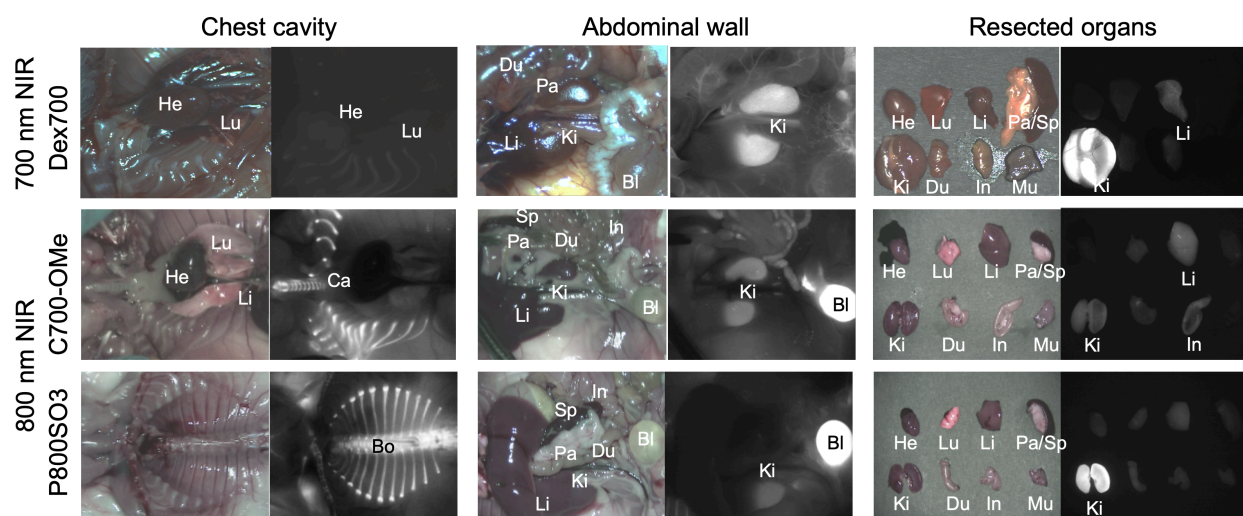 Chest cavity Abdominal wall Resected organs
700 nm NIR
Dex700
He
Lu
He
Lu
Du
Pa
Li
Ki
Bl
Ki
He Lu Li Pa/Sp
Ki Du In Mu
Li
Ki
800 nm NIR
C700-OMe
Lu
He
Li
Ca
Sp
Pa
Du
In
Ki
Li
Bl
Ki
Bl
He Lu Li Pa/Sp
Ki Du In Mu
Li
Ki In
P800SO3
Bo
In
Sp
Bl
Pa
Du
Ki
Li
Bl
Ki
He Lu Li Pa/Sp
Ki Du In Mu
Ki